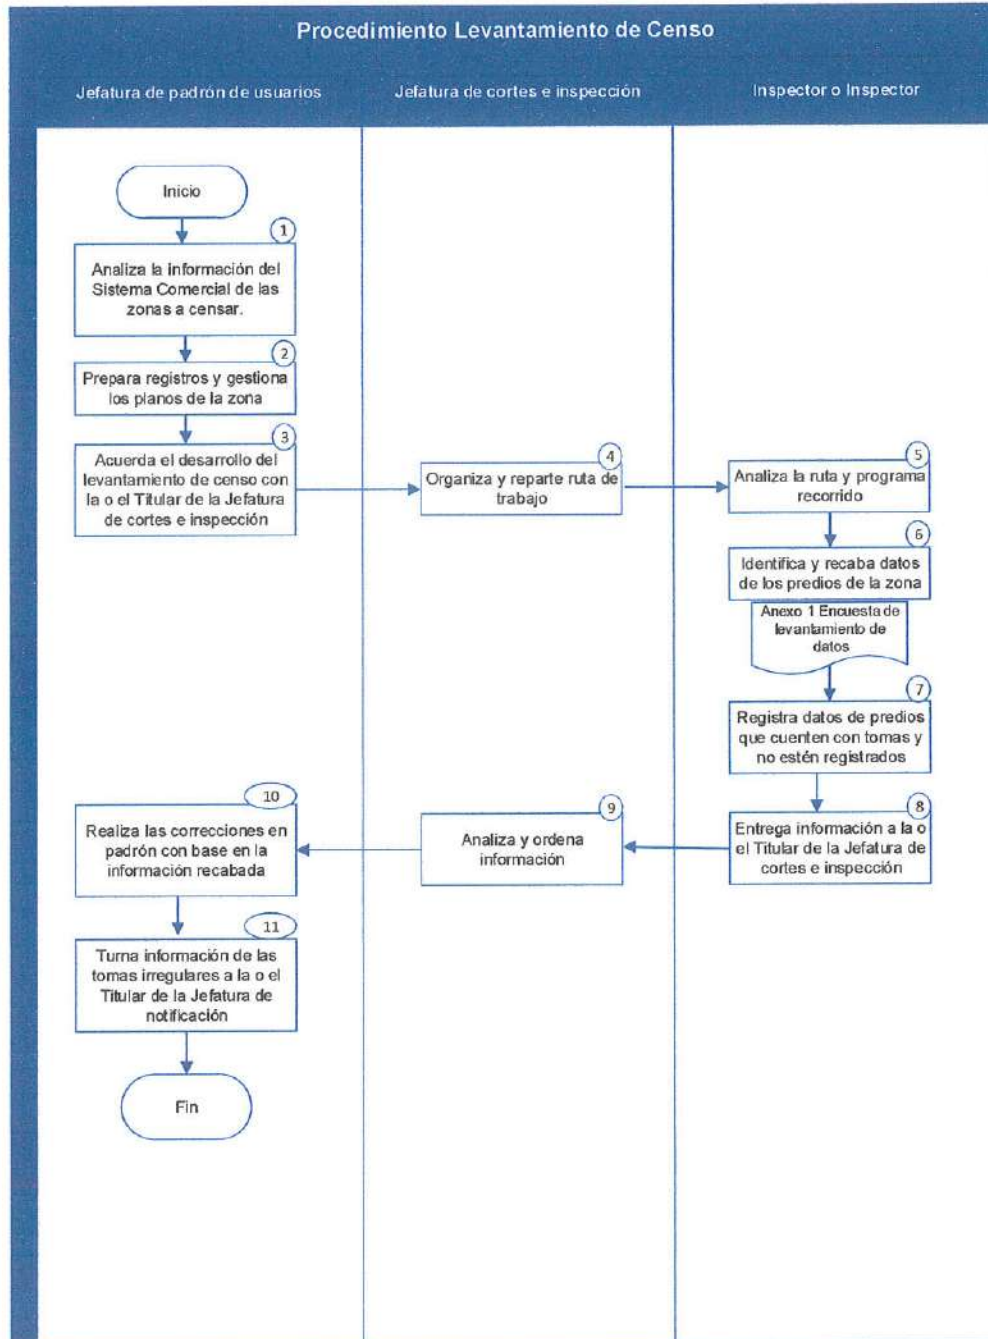 Procedimiento Levantamiento de Censo
Jefatura de padrón de usuarios
Jefatura de cortes e inspección
Inspector o Inspector
Inicio
1
Analiza la información del
Sistema Comercial de las
zonas a censar.
2
Prepara registros y gestiona
los planos de la zona
3
Acuerda el desarrollo del
levantamiento de censo con
la o el Titular de la Jefatura
de cortes e inspección
4
Organiza y reparte ruta de
trabajo
5
Analiza la ruta y programa
recorrido
6
Identifica y recaba datos
de los predios de la zona
Anexo 1 Encuesta de
levantamiento de
datos
7
Registra datos de predios
que cuenten con tomas y
no estén registrados
8
Entrega información a la o
el Titular de la Jefatura de
cortes e inspección
9
Analiza y ordena
información
10
Realiza las correcciones en
padrón con base en la
información recabada
11
Turna información de las
tomas irregulares a la o el
Titular de la Jefatura de
notificación
Fin